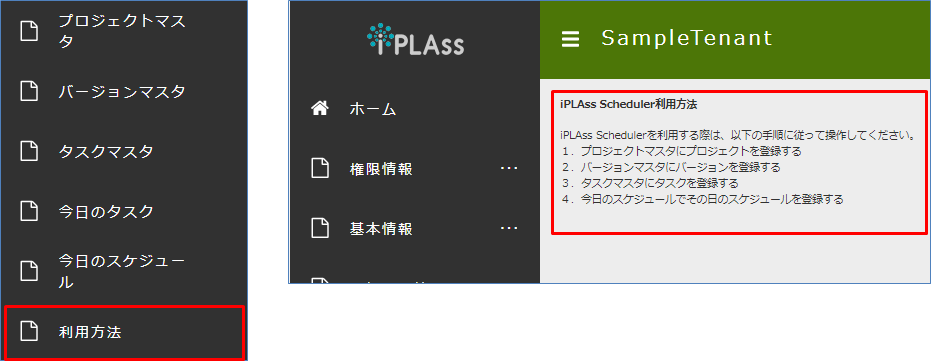 プロジェクトマス
タ
バージョンマスタ
タスクマスタ
今日のタスク
今日のスケジュー
ル
利用方法
iPLAss
ホーム
権限情報 ...
基本情報 ...
SampleTenant
iPLAss Scheduler利用方法
iPLAss Schedulerを利用する際は、以下の手順に従って操作してください。
１．プロジェクトマスタにプロジェクトを登録する
２．バージョンマスタにバージョンを登録する
３．タスクマスタにタスクを登録する
４．今日のスケジュールでその日のスケジュールを登録する